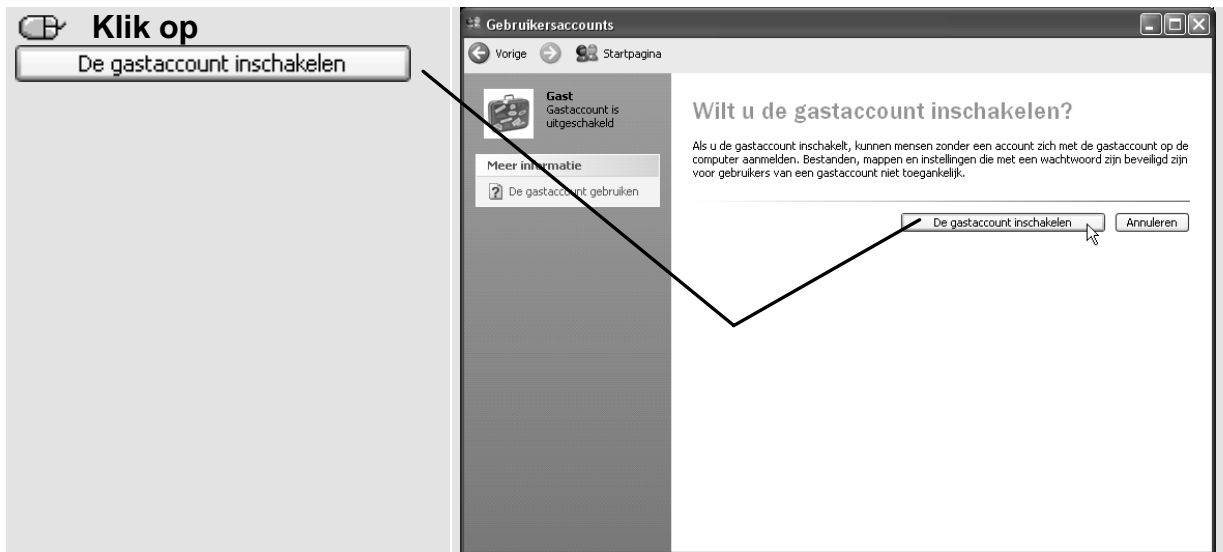 Klik op
De gastaccount inschakelen
Gebruikersaccounts
Vorige
Startpagina
Gast
Gastaccount is
uitgeschakeld
Meer informatie
De gastaccount gebruiken
Wilt u de gastaccount inschakelen?
Als u de gastaccount inschakelt, kunnen mensen zonder een account zich met de gastaccount op de
computer aanmelden. Bestanden, mappen en instellingen die met een wachtwoord zijn beveiligd zijn
voor gebruikers van een gastaccount niet toegankelijk.
De gastaccount inschakelen
Annuleren